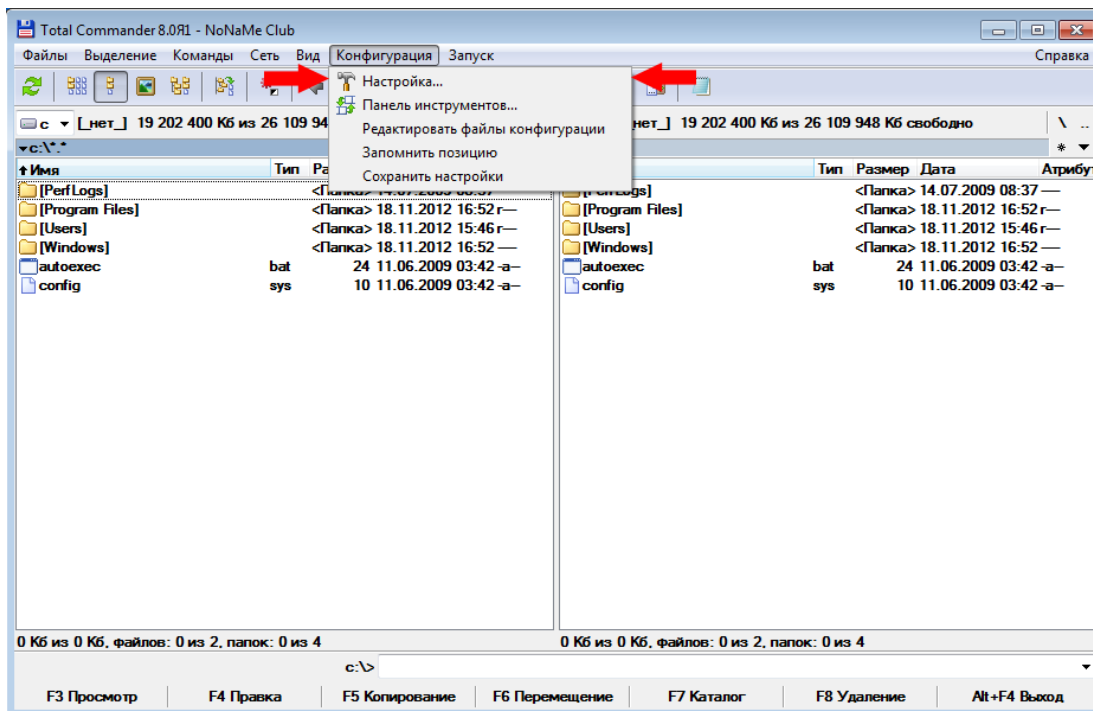 Total Commander 8.0Я1 - NoNaMe Club
Файлы Выделение Команды Сеть Вид Конфигурация Запуск Справка
Настройка...
Панель инструментов...
Редактировать файлы конфигурации
Запомнить позицию
Сохранить настройки
c [_нет_] 19 202 400 Кб из 26 109 94 нет_] 19 202 400 Кб из 26 109 948 Кб свободно \ ..
c:\*.* * 
Имя Тип Тип Размер Дата
[PerfLogs] <Папка> 14.07.2009 08:37 [PerfLogs] <Папка> 14.07.2009 08:37 —
[Program Files] <Папка> 18.11.2012 16:52 r— [Program Files] <Папка> 18.11.2012 16:52 r—
[Users] <Папка> 18.11.2012 15:46 r— [Users] <Папка> 18.11.2012 15:46 r—
[Windows] <Папка> 18.11.2012 16:52 — [Windows] <Папка> 18.11.2012 16:52 —
autoexec bat 24 11.06.2009 03:42 -a– autoexec bat 24 11.06.2009 03:42 -a–
config sys 10 11.06.2009 03:42 -a– config sys 10 11.06.2009 03:42 -a–
0 Кб из 0 Кб, файлов: 0 из 2, папок: 0 из 4 0 Кб из 0 Кб, файлов: 0 из 2, папок: 0 из 4
c:\>
F3 Просмотр F4 Правка F5 Копирование F6 Перемещение F7 Каталог F8 Удаление Alt+F4 Выход